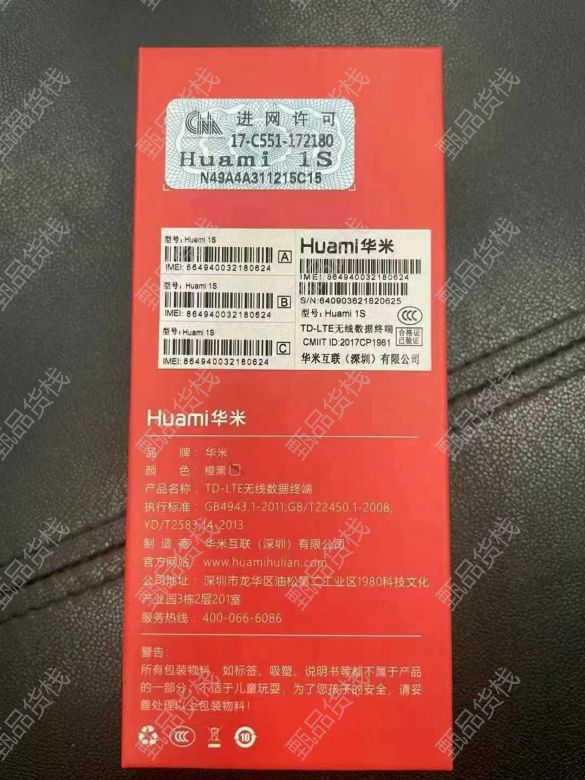 CNA 进网许可
17-C551-172180
Huami 1S
N49A4A311215C15
型号: Huami 1S
IMEI: 864940032180624
A
型号: Huami 1S
IMEI: 864940032180624
B
型号: Huami 1S
IMEI: 864940032180624
C
Huami华米
IMEI: 864940032180624
S/N: 640903621820625
型号: Huami 1S
CCC
TD-LTE无线数据终端
CMIIT ID:2017CP1961
合格证
已验证
华米互联（深圳）有限公司
Huami华米
品 牌: 华米
颜 色: 橙黑
产品名称: TD-LTE无线数据终端
执行标准: GB4943.1-2011,GB/T22450.1-2008,
YD/T2583.14-2013
制 造 商: 华米互联（深圳）有限公司
官方网站: www.huamihulian.com
公司地址: 深圳市龙华区油松第二工业区1980科技文化
产业园3栋2层201室
服务热线: 400-066-6086
警告:
所有包装物料，如标签、吸塑、说明书等都不属于产品
的一部分，不适于儿童玩耍，为了您孩子的安全，请妥
善处理以上包装物料！
CCC
10
甄品货栈